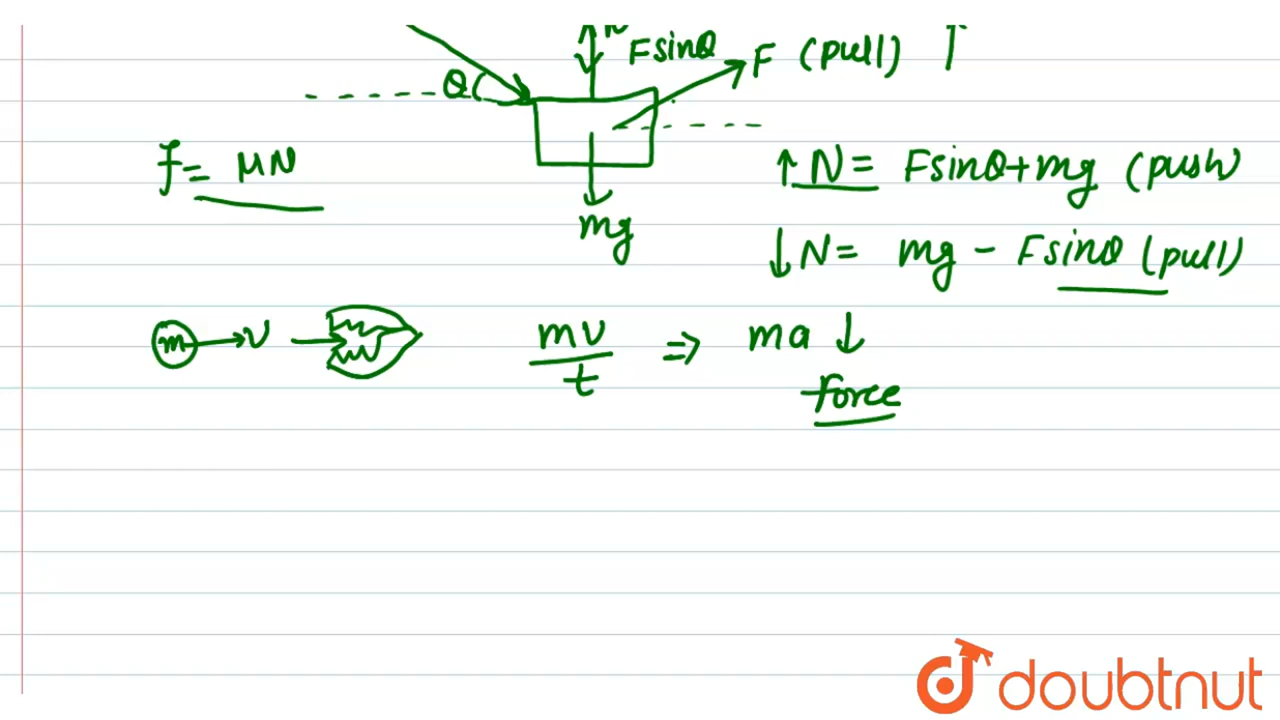 N
Fsinθ
F (pull)
θ
f = μN
N = Fsinθ + mg (push)
mg
N = mg - Fsinθ (pull)
m v
mv/t ⇒ ma
force
doubtnut